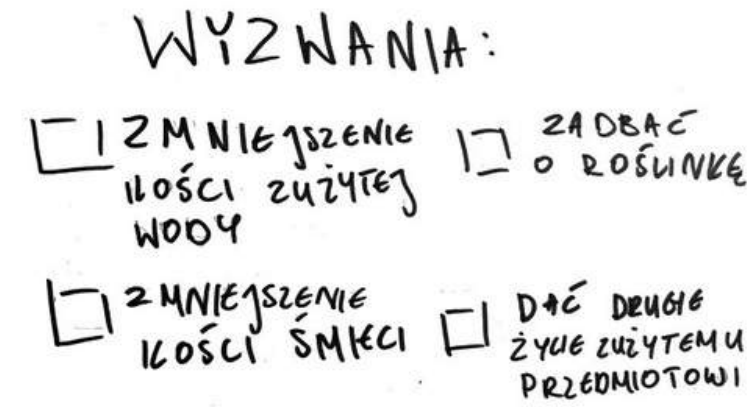 WYZWANIA:
ZMNIEJSZENIE
ILOŚCI ZUŻYTEJ
WODY
ZADBAĆ
O ROŚLINKĘ
ZMNIEJSZENIE
ILOŚCI ŚMIECI
DAĆ DRUGIE
ŻYCIE ZUŻYTEMU
PRZEDMIOTOWI